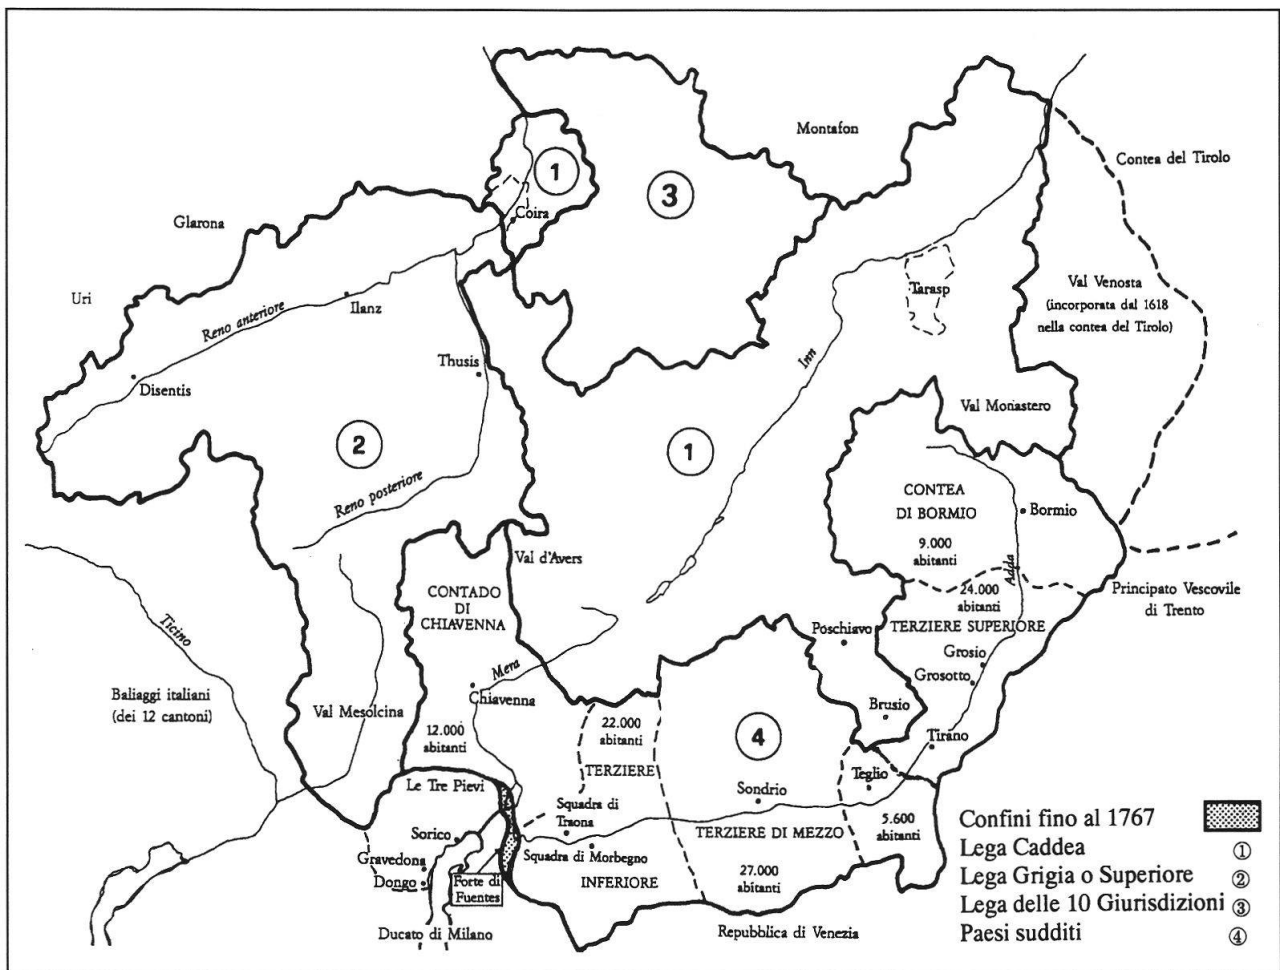 Montafon
Contea del Tirolo
1
3
Glarona
Coira
Uri
Tarasp
Val Venosta
(incorporata dal 1618
nella contea del Tirolo)
Ilanz
Reno anteriore
Inn
Thusis
Disentis
Val Monastero
2
1
Reno posteriore
CONTEA
DI BORMIO
Bormio
9.000
abitanti
Val d'Avers
Adda
CONTADO
DI
CHIAVENNA
24.000
abitanti
Principato Vescovile
di Trento
Ticino
Poschiavo
TERZIERE SUPERIORE
Grosio
Grosotto
Mera
Baliaggi italiani
(dei 12 cantoni)
Chiavenna
Val Mesolcina
Brusio
12.000
abitanti
22.000
abitanti
4
Tirano
TERZIERE
Teglio
Le Tre Pievi
Sondrio
Squadra di
Traona
5.600
abitanti
Sorico
TERZIERE DI MEZZO
Gravedona
Squadra di Morbegno
Dongo
Forte di
Fuentes
INFERIORE
27.000
abitanti
Ducato di Milano
Repubblica di Venezia
Confini fino al 1767
Lega Caddea 1
Lega Grigia o Superiore 2
Lega delle 10 Giurisdizioni 3
Paesi sudditi 4